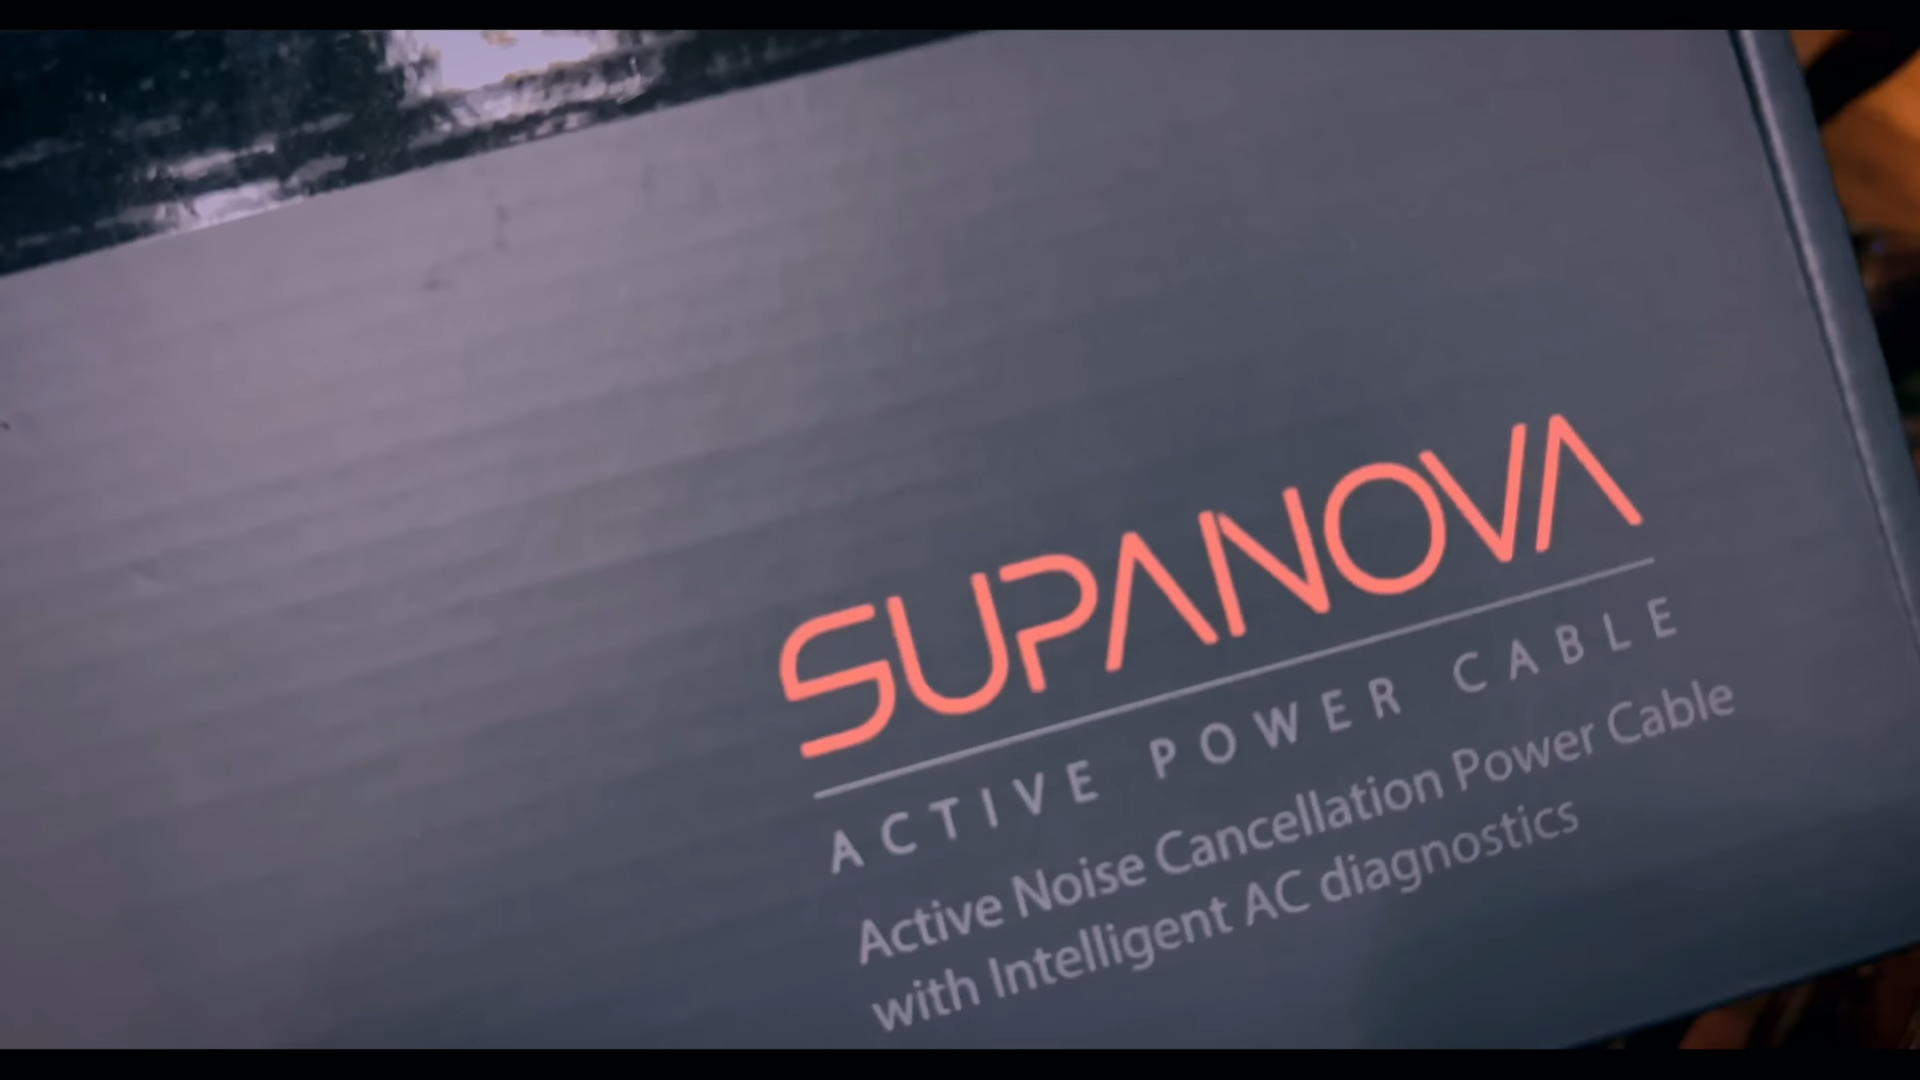 SUPANOVA
ACTIVE POWER CABLE
Active Noise Cancellation Power Cable
with Intelligent AC diagnostics